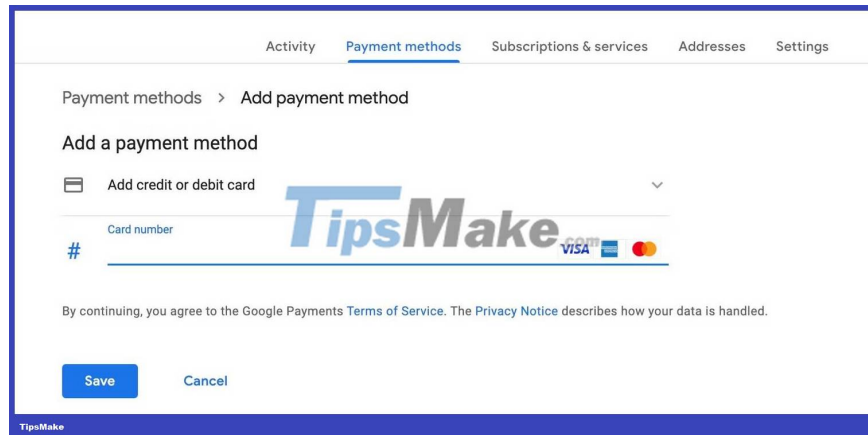 Activity Payment methods Subscriptions & services Addresses Settings
Payment methods > Add payment method
Add a payment method
Add credit or debit card
TipsMake.com
Card number
VISA
#
By continuing, you agree to the Google Payments Terms of Service. The Privacy Notice describes how your data is handled.
Save Cancel
TipsMake